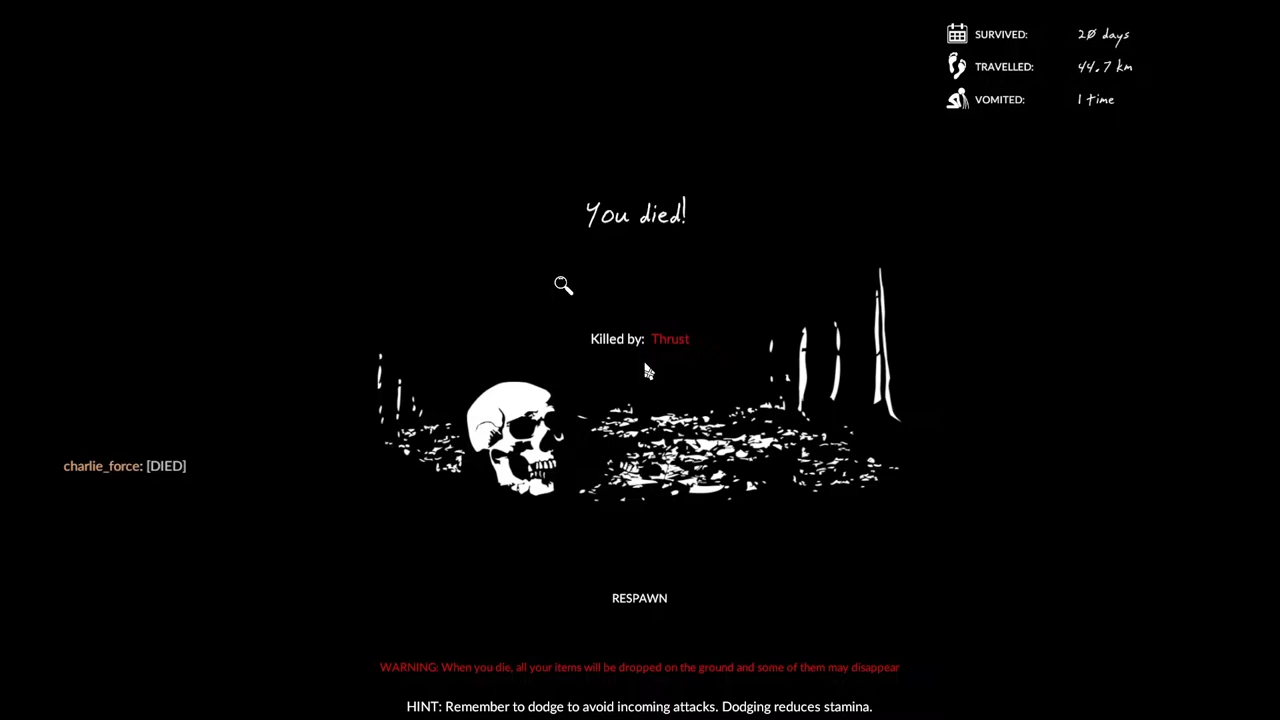 SURVIVED: 20 days
TRAVELLED: 44.7 km
VOMITED: 1 time
You died!
Killed by: Thrust
charlie_force: [DIED]
RESPAWN
WARNING: When you die, all your items will be dropped on the ground and some of them may disappear
HINT: Remember to dodge to avoid incoming attacks. Dodging reduces stamina.